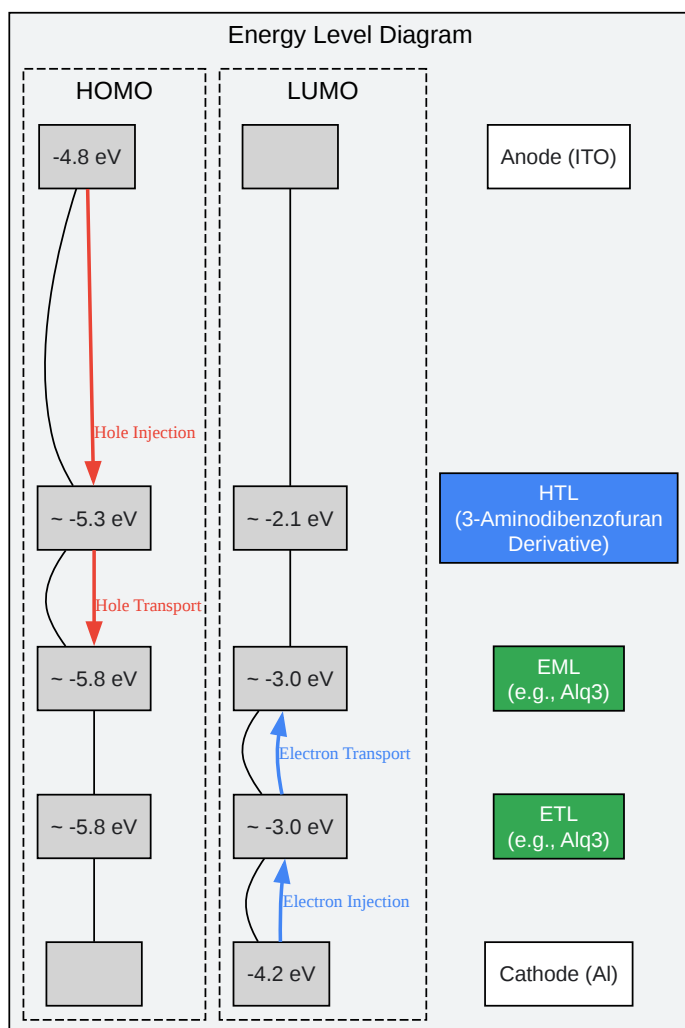 Energy Level Diagram
HOMO
LUMO
-4.8 eV
Anode (ITO)
Hole Injection
~ -5.3 eV
~ -2.1 eV
HTL
(3-Aminodibenzofuran
Derivative)
Hole Transport
~ -5.8 eV
~ -3.0 eV
EML
(e.g., Alq3)
Electron Transport
~ -5.8 eV
~ -3.0 eV
ETL
(e.g., Alq3)
Electron Injection
-4.2 eV
Cathode (Al)